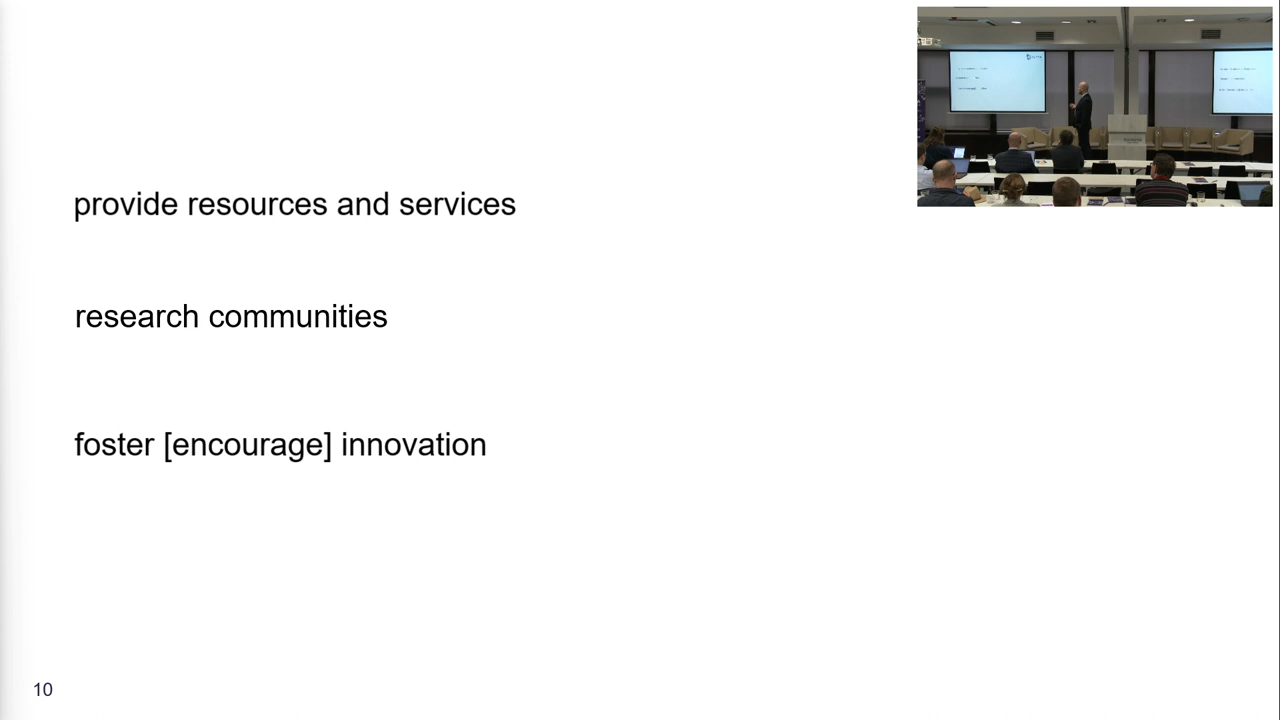 provide resources and services
research communities
foster [encourage] innovation
10